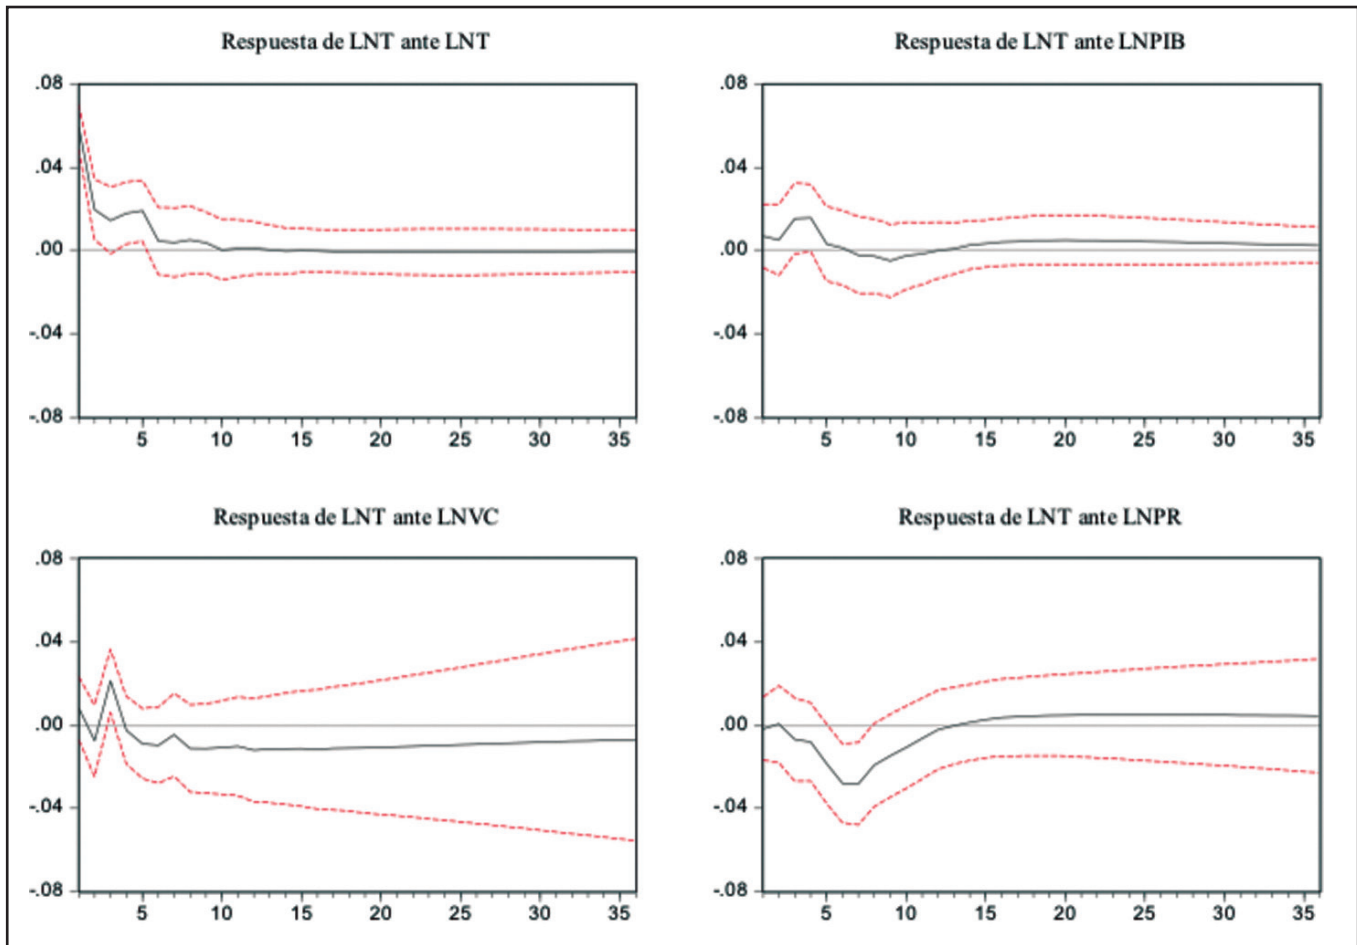 Respuesta de LNT ante LNT
.08
.04
.00
-.04
-.08
5 10 15 20 25 30 35
Respuesta de LNT ante LNPIB
.08
.04
.00
-.04
-.08
5 10 15 20 25 30 35
Respuesta de LNT ante LNVC
.08
.04
.00
-.04
-.08
5 10 15 20 25 30 35
Respuesta de LNT ante LNPR
.08
.04
.00
-.04
-.08
5 10 15 20 25 30 35